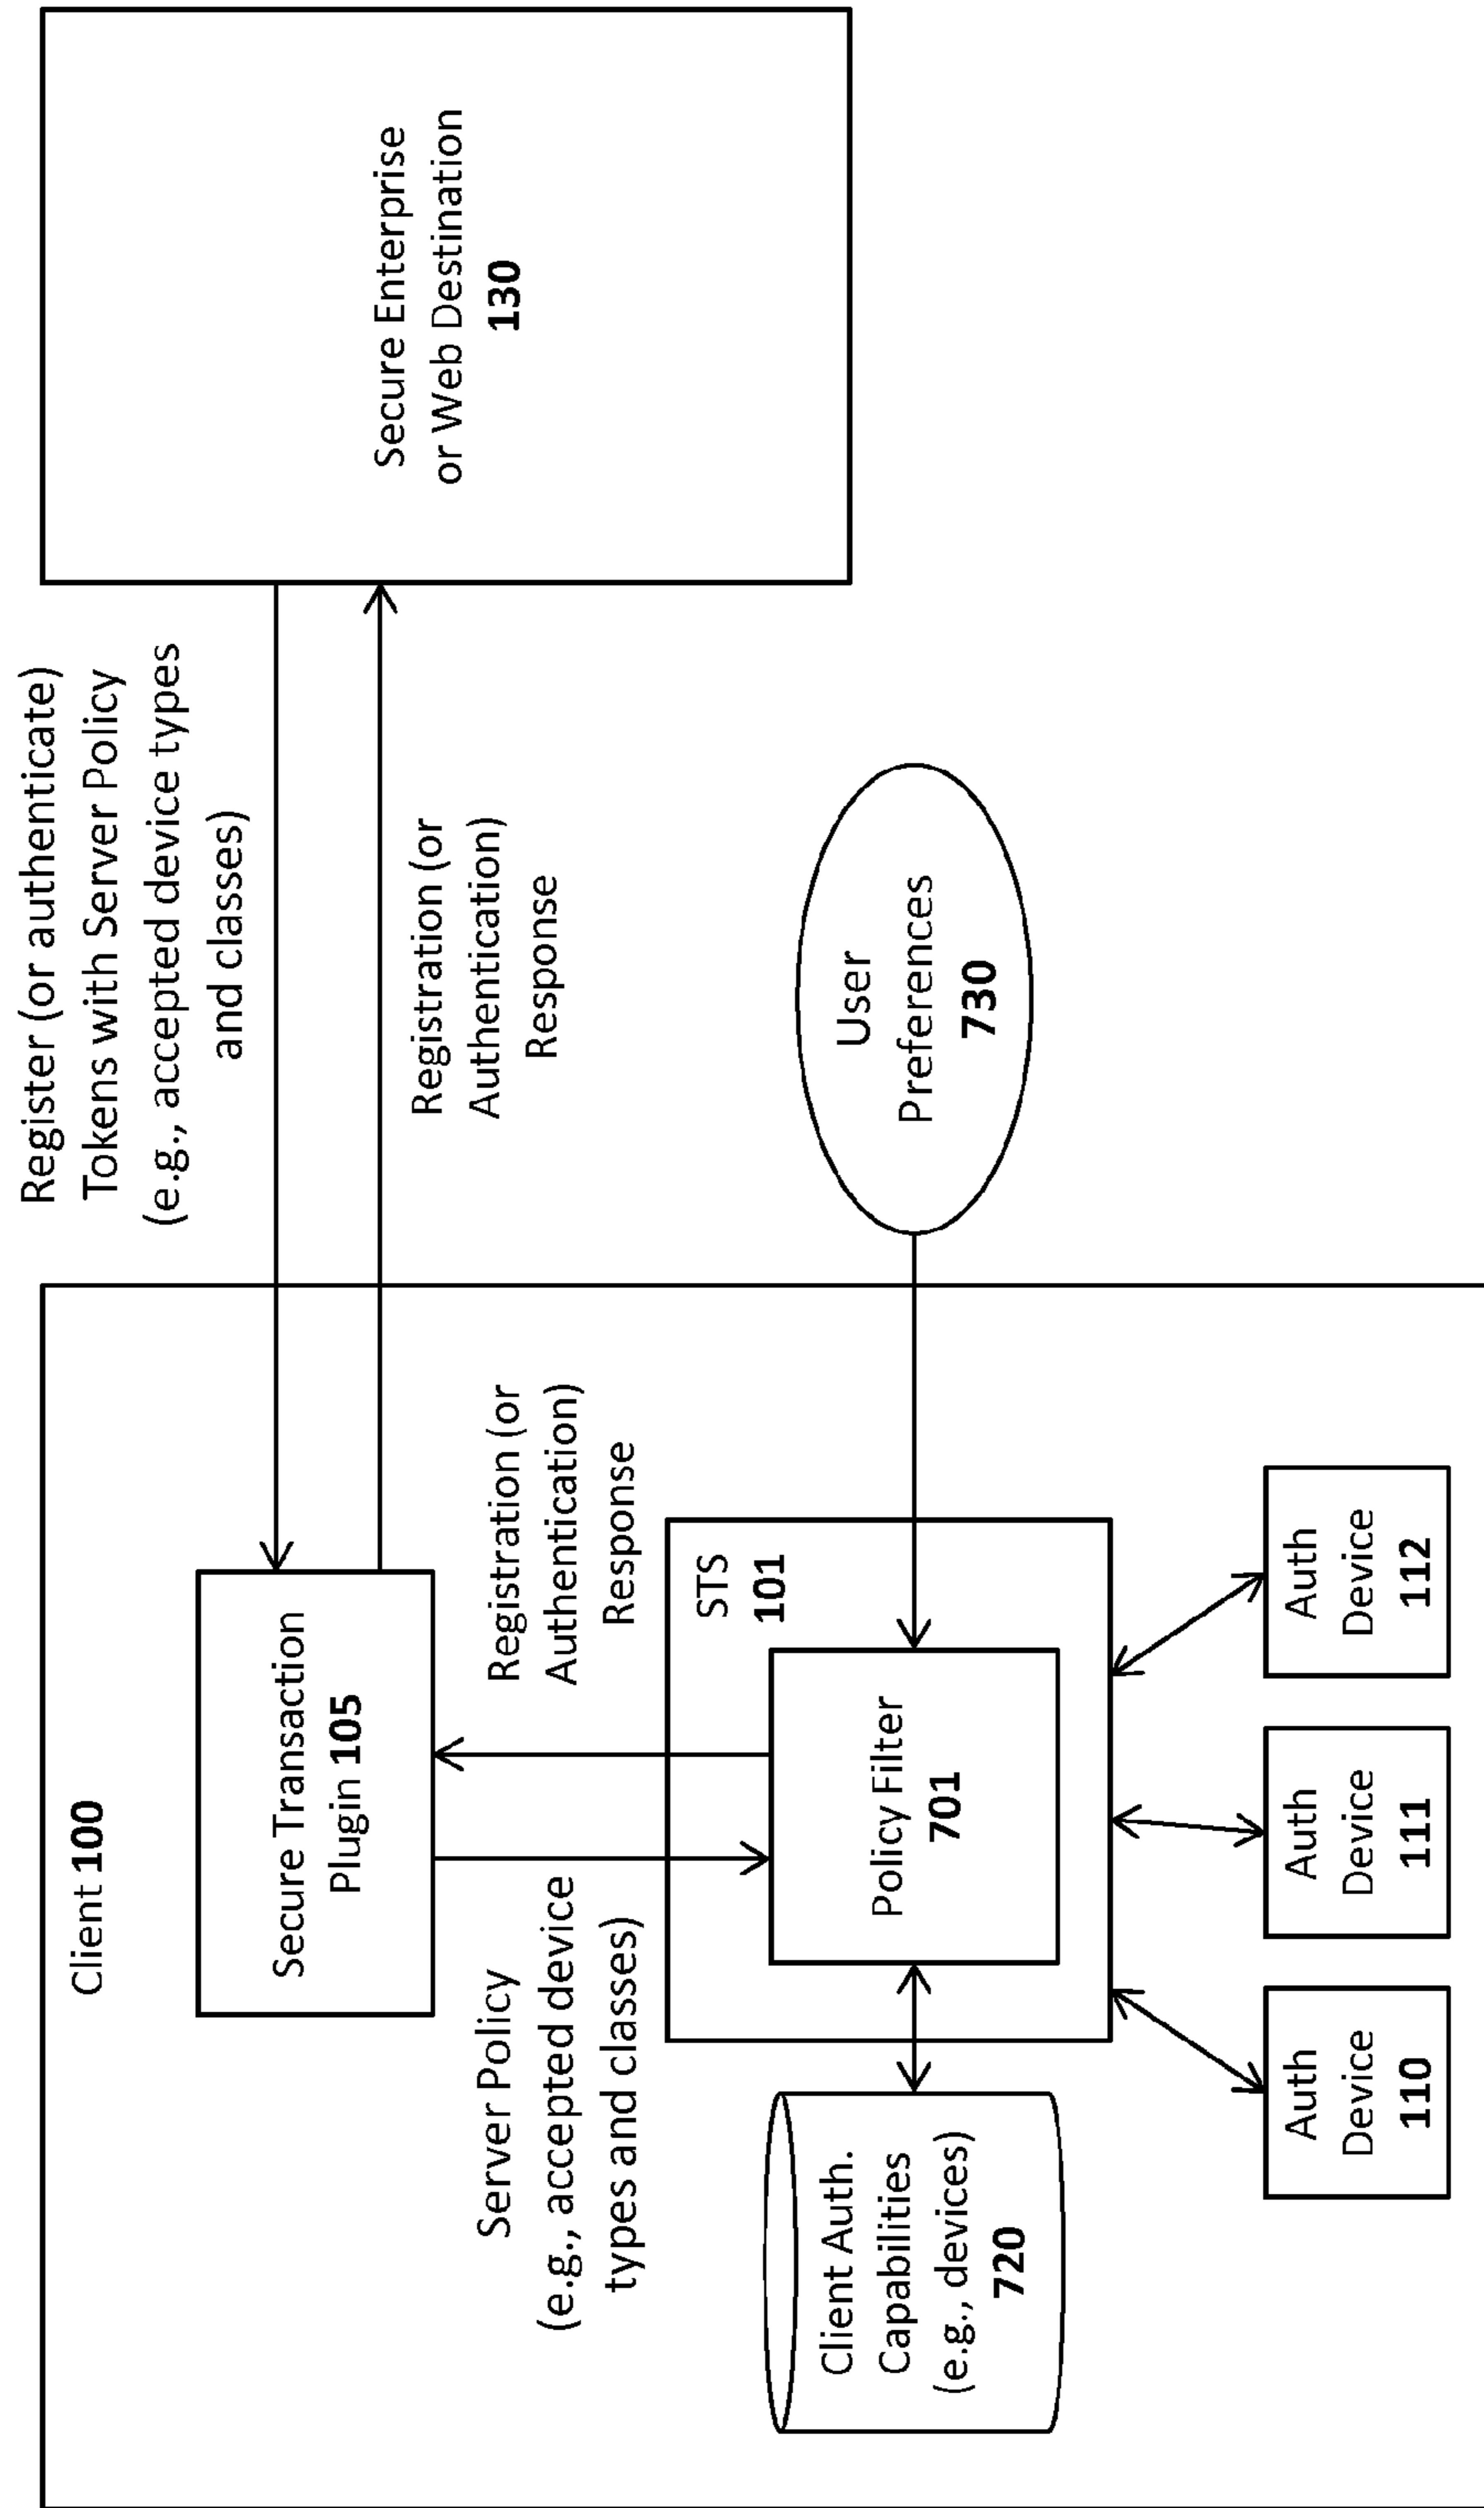 Client 100
Secure Transaction
Plugin 105
Register (or authenticate)
Tokens with Server Policy
(e.g., accepted device types
and classes)
Registration (or
Authentication)
Response
Secure Enterprise
or Web Destination
130
Server Policy
(e.g., accepted device
types and classes)
Registration (or
Authentication)
Response
STS
101
Policy Filter
701
User
Preferences
730
Client Auth.
Capabilities
(e.g., devices)
720
Auth
Device
110
Auth
Device
111
Auth
Device
112